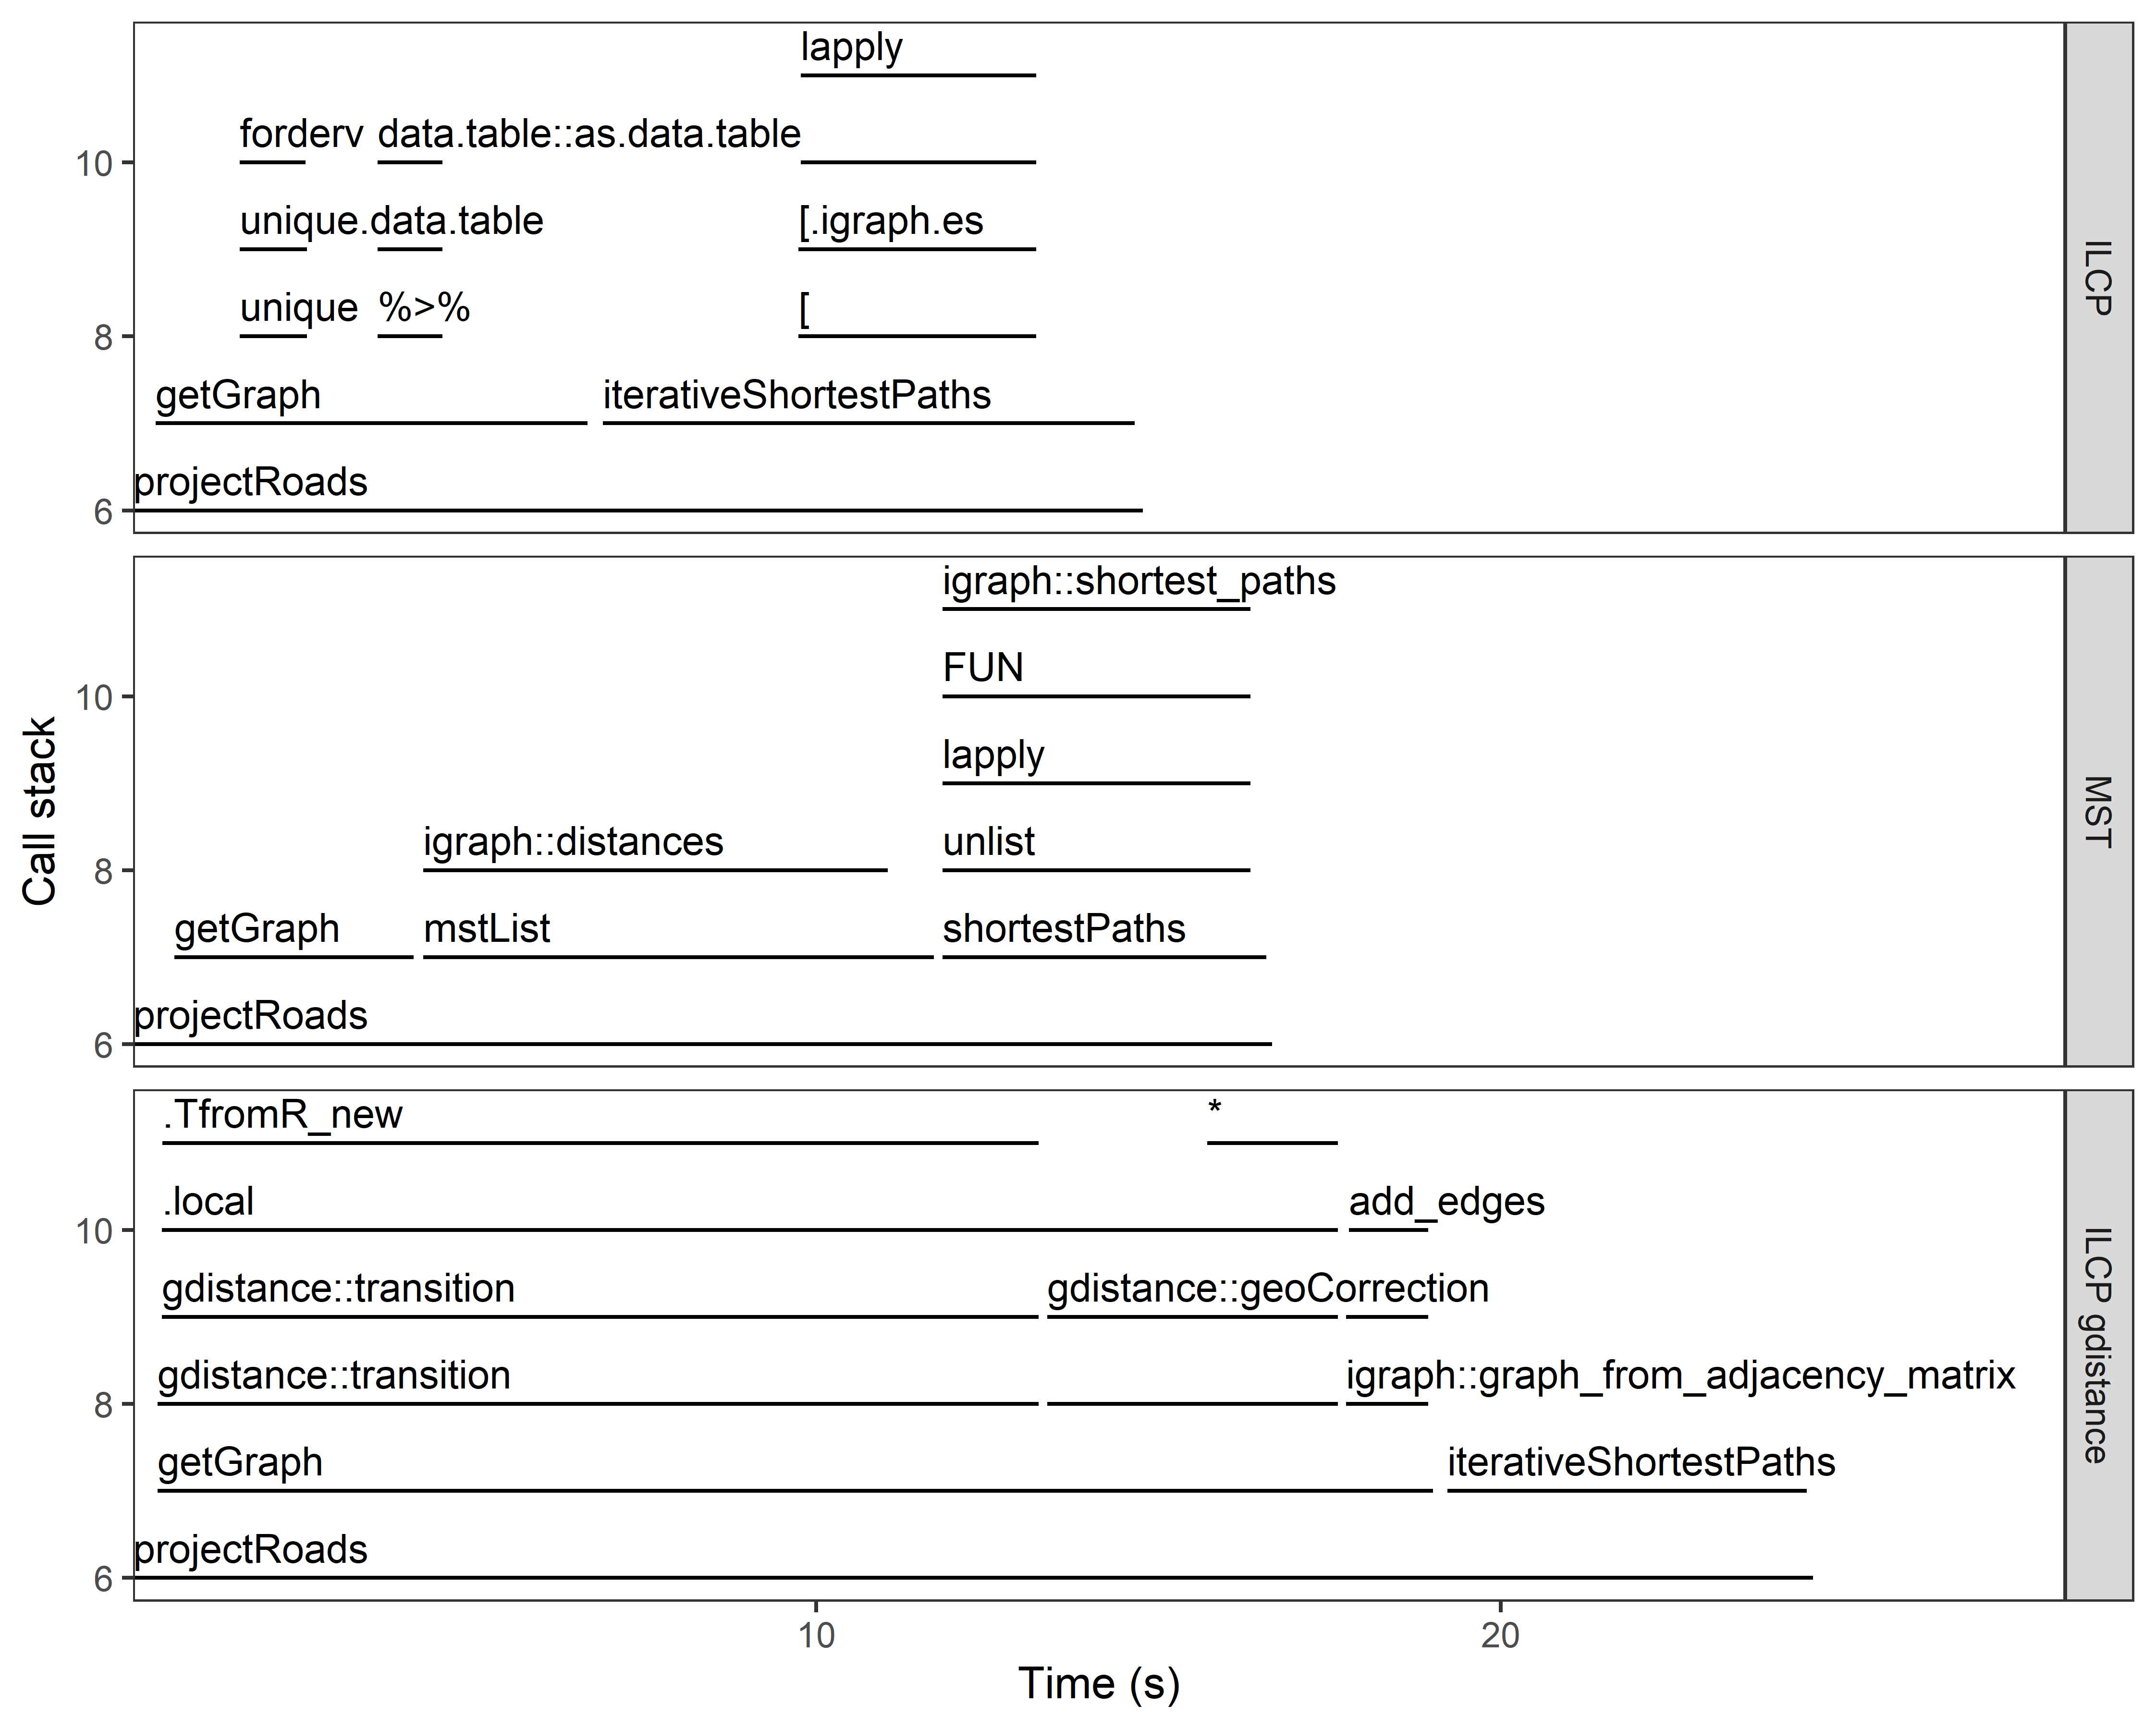 lapply
10
forderv data.table::as.data.table
unique.data.table [.igraph.es
8
unique %>% [
getGraph iterativeShortestPaths
projectRoads
6
ILCP
igraph::shortest_paths
10
FUN
lapply
8
igraph::distances unlist
getGraph mstList shortestPaths
projectRoads
6
MST
Call stack
.TfromR_new *
10
.local add_edges
gdistance::transition gdistance::geoCorrection
8
gdistance::transition igraph::graph_from_adjacency_matrix
getGraph iterativeShortestPaths
projectRoads
6
ILCP gdistance
10 20
Time (s)